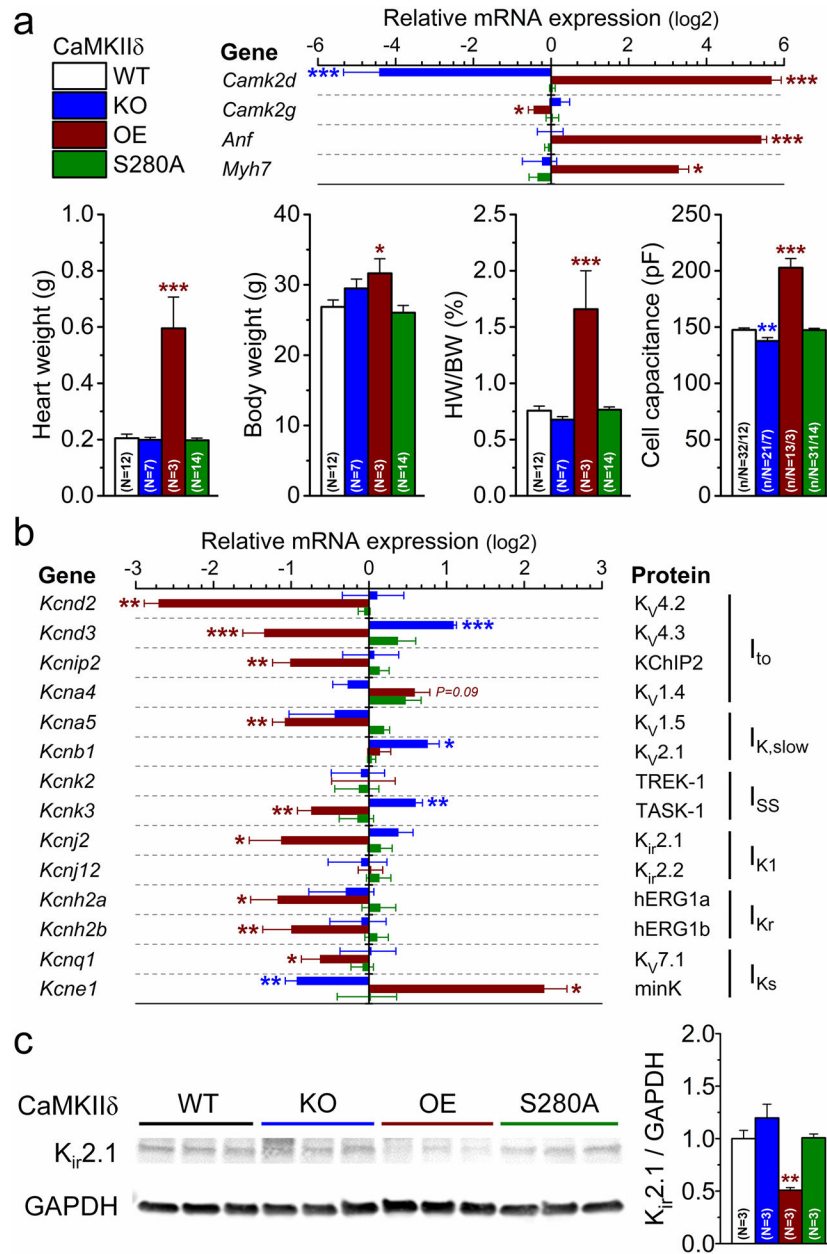 a
Relative mRNA expression (log2)
CaMKIIδ
WT
KO
OE
S280A
Gene
-6 -4 -2 0 2 4 6
*** Camk2d ***
Camk2g *
Anf ***
Myh7 *
Heart weight (g)
1.0
0.8
0.6
0.4
0.2
0.0
***
(N=12) (N=7) (N=3) (N=14)
Body weight (g)
40
30
20
10
0
*
(N=12) (N=7) (N=3) (N=14)
HW/BW (%)
2.5
2.0
1.5
1.0
0.5
0.0
***
(N=12) (N=7) (N=3) (N=14)
Cell capacitance (pF)
250
200
150
100
50
0
** ***
(n/N=32/12) (n/N=21/7) (n/N=13/3) (n/N=31/14)
b
Relative mRNA expression (log2)
Gene -3 -2 -1 0 1 2 3 Protein
Kcnd2 ** KV4.2
Kcnd3 *** *** KV4.3
Kcnip2 ** KChIP2
Kcna4 P=0.09 KV1.4
Ito
Kcna5 ** KV1.5
Kcnb1 * KV2.1
IK,slow
Kcnk2 TREK-1
Kcnk3 ** ** TASK-1
ISS
Kcnj2 * Kir2.1
Kcnj12 Kir2.2
IK1
Kcnh2a * hERG1a
Kcnh2b ** hERG1b
IKr
Kcnq1 * KV7.1
Kcne1 ** * minK
IKs
c
CaMKIIδ WT KO OE S280A
Kir2.1
GAPDH
Kir2.1 / GAPDH
2.0
1.5
1.0
0.5
0.0
**
(N=3) (N=3) (N=3) (N=3)